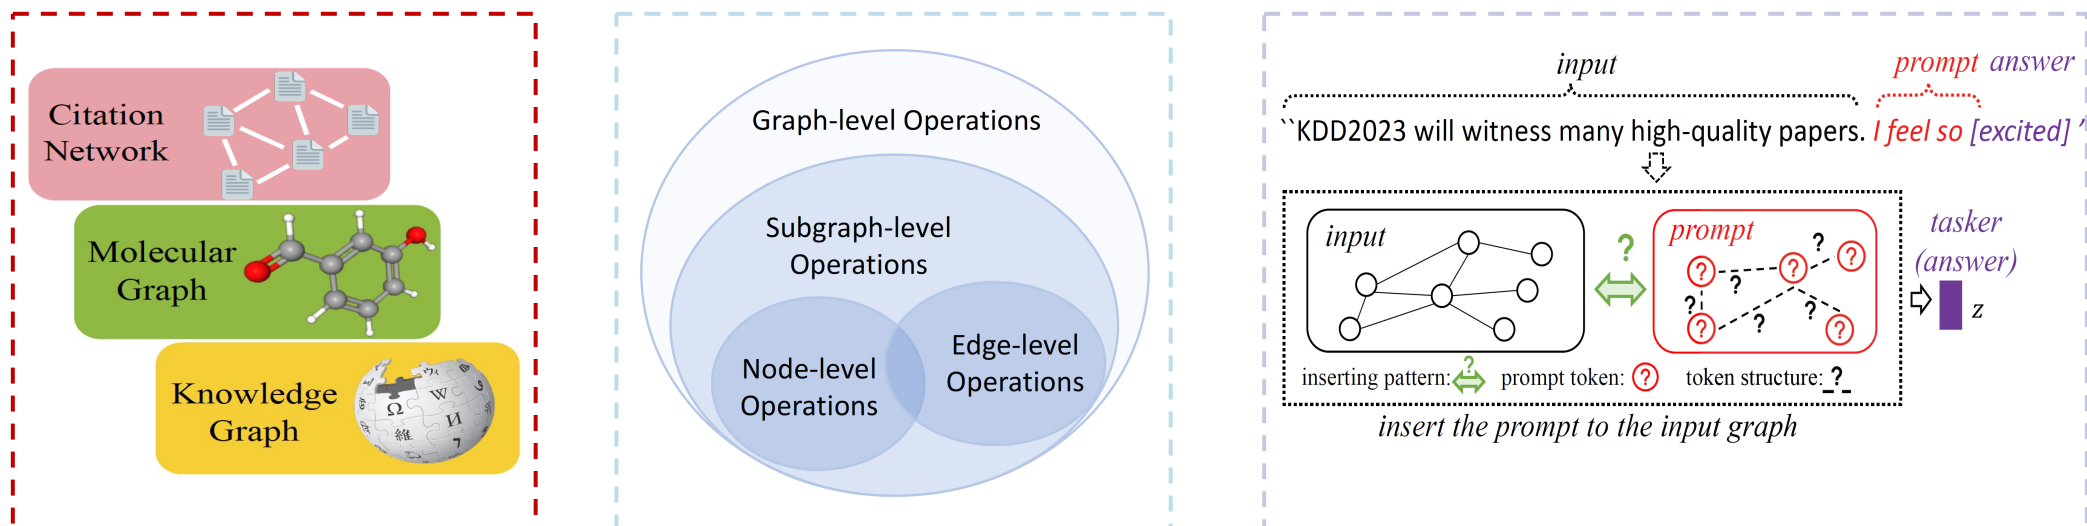 Citation
Network
Molecular
Graph
Knowledge
Graph
Ω
W
И
維
Graph-level Operations
Subgraph-level
Operations
Node-level
Operations
Edge-level
Operations
input
prompt answer
``KDD2023 will witness many high-quality papers. I feel so [excited] ’
input
?
prompt
? ? ? ? ?
? ? ? ? ?
tasker
(answer)
z
inserting pattern: ? prompt token: ? token structure: ?
insert the prompt to the input graph